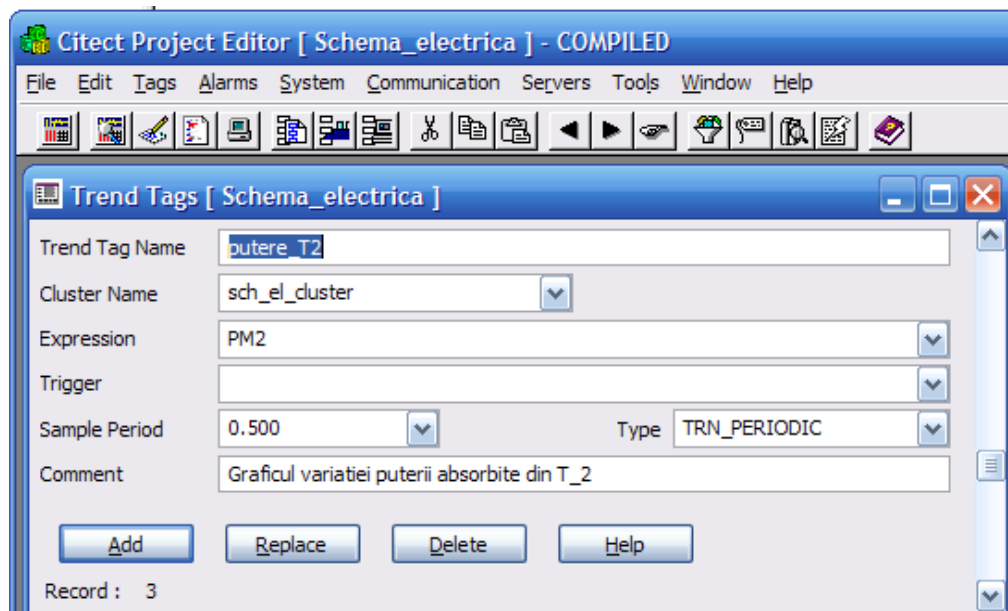 Citect Project Editor [ Schema_electrica ] - COMPILED
File Edit Tags Alarms System Communication Servers Tools Window Help
Trend Tags [ Schema_electrica ]
Trend Tag Name putere_T2
Cluster Name sch_el_cluster
Expression PM2
Trigger
Sample Period 0.500 Type TRN_PERIODIC
Comment Graficul variatiei puterii absorbite din T_2
Add Replace Delete Help
Record : 3